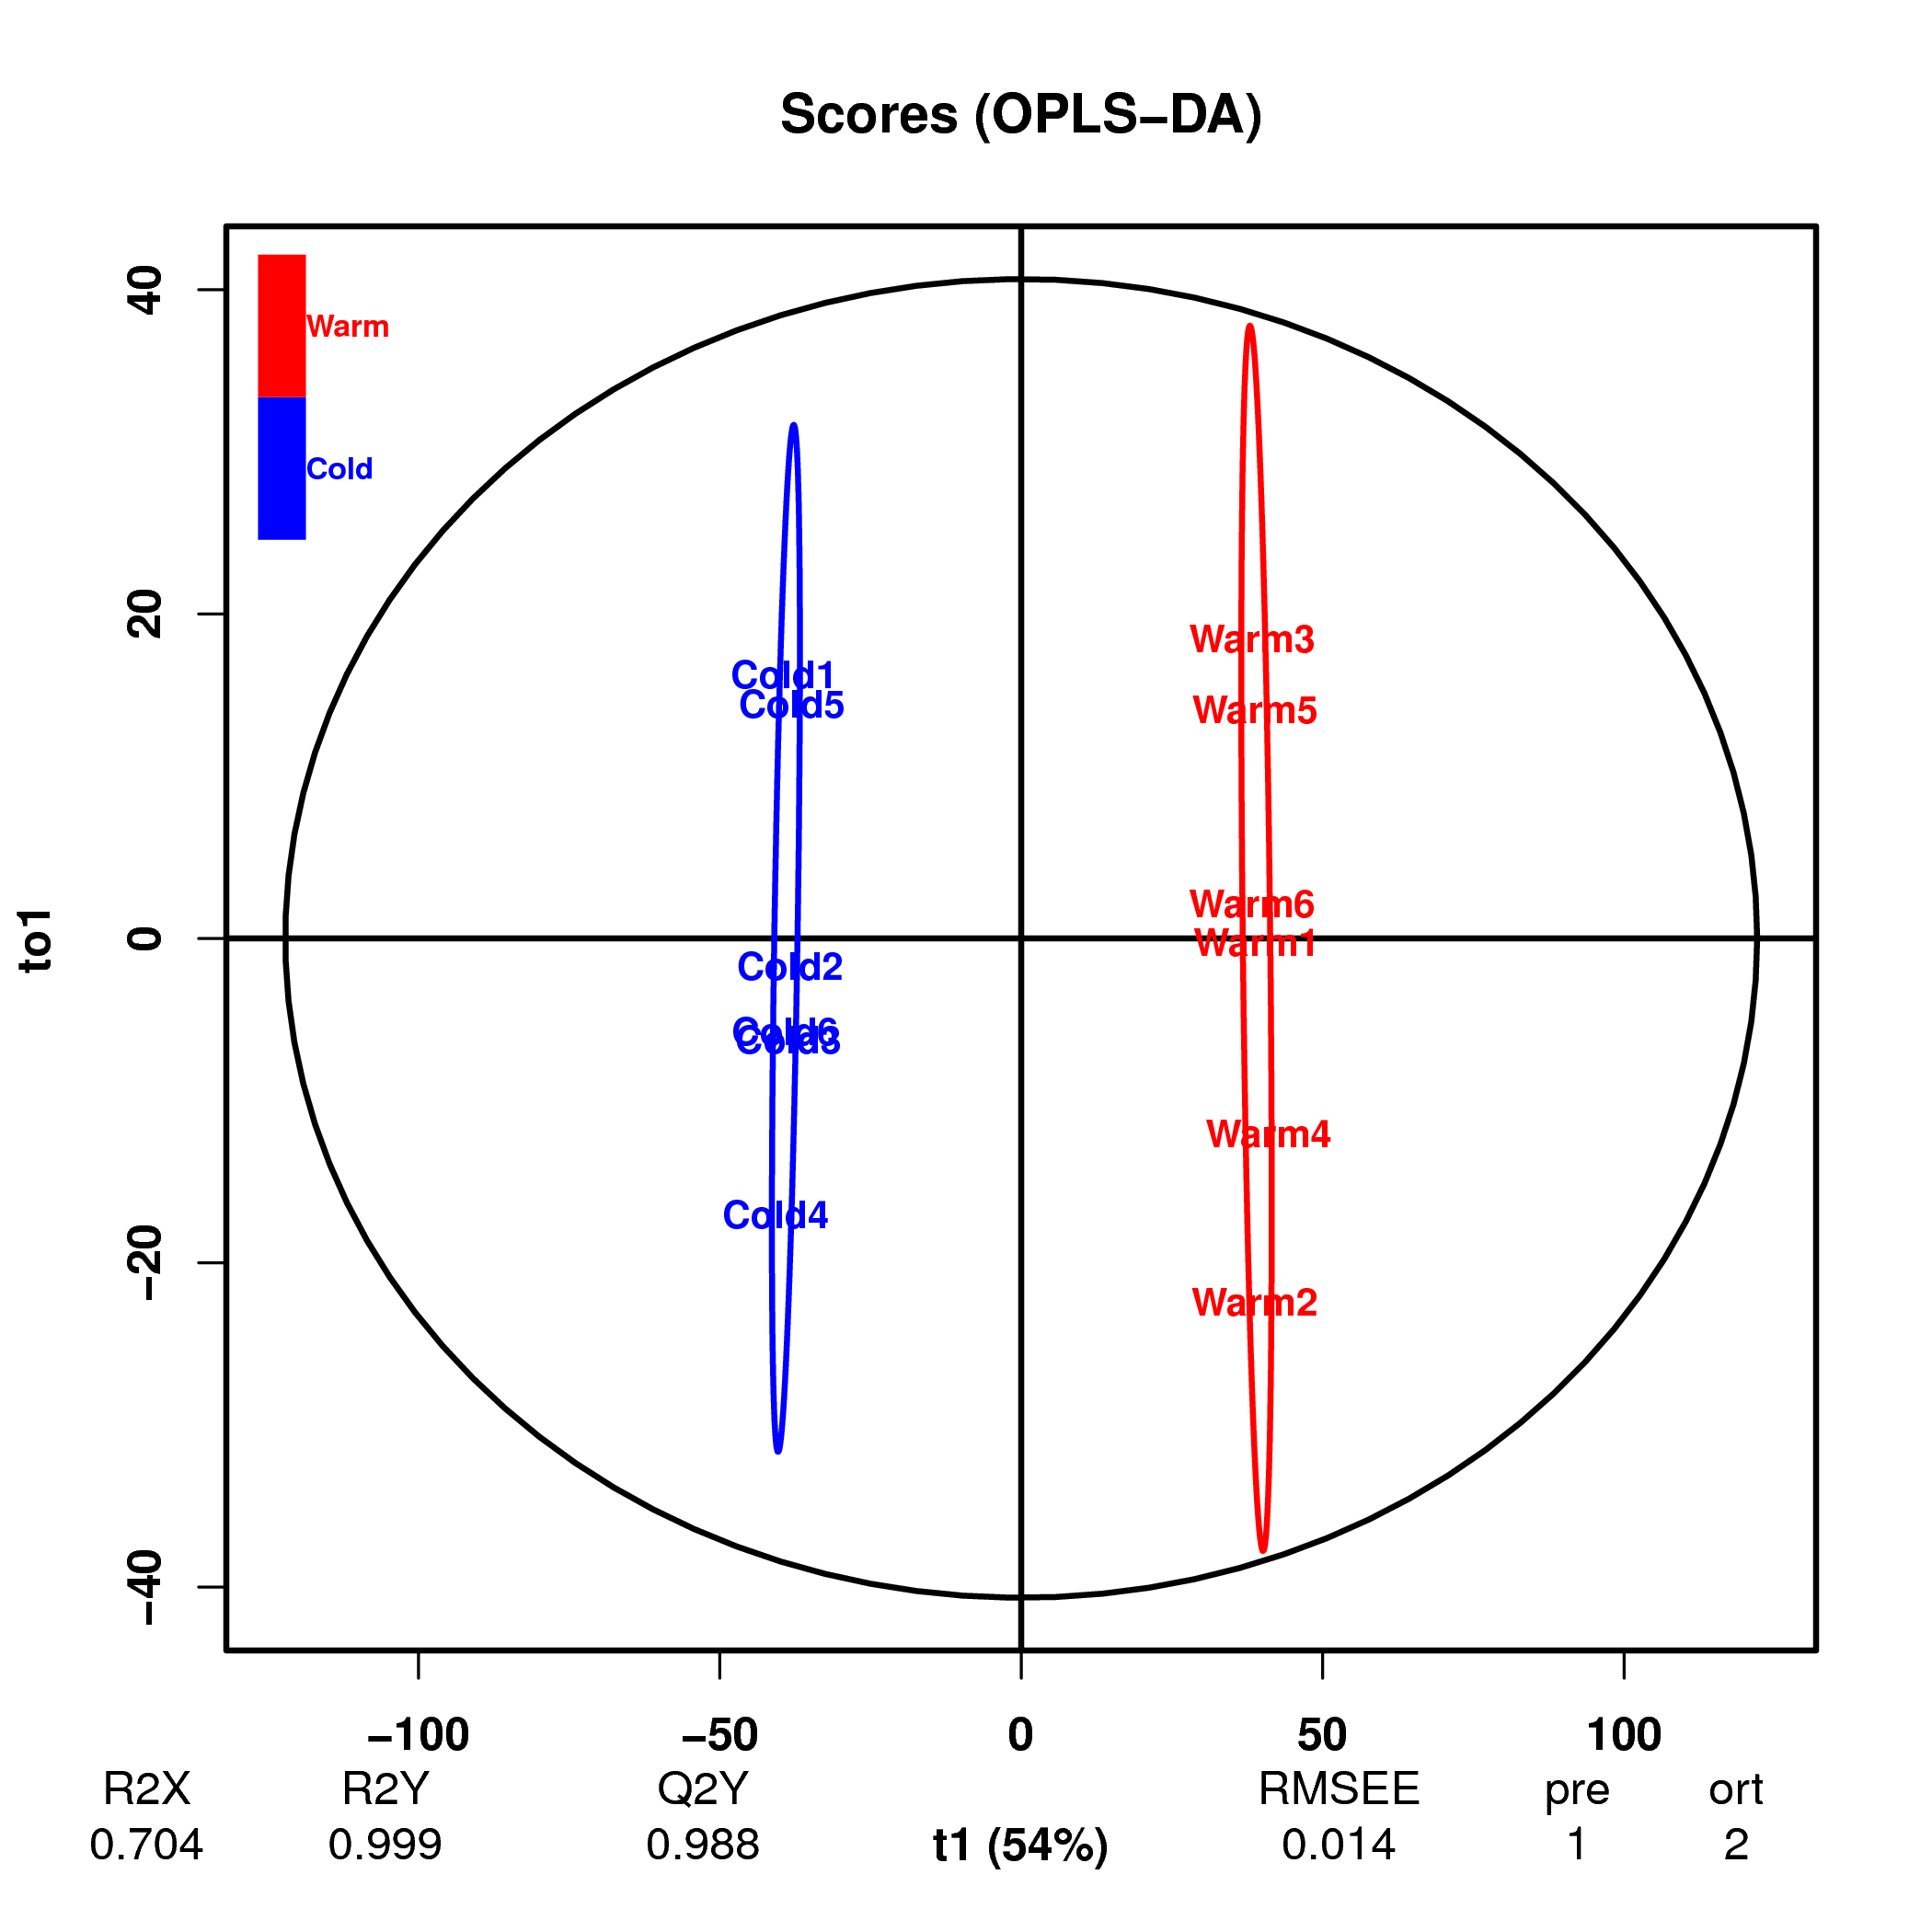 Scores (OPLS−DA)
Warm
Cold
40
20
0
−20
−40
to1
Warm3
Cold1
Cold5
Warm5
Warm6
Warm1
Cold2
Cold6
Cold3
Warm4
Cold4
Warm2
−100 −50 0 50 100
R2X R2Y Q2Y RMSEE pre ort
0.704 0.999 0.988 t1 (54%) 0.014 1 2